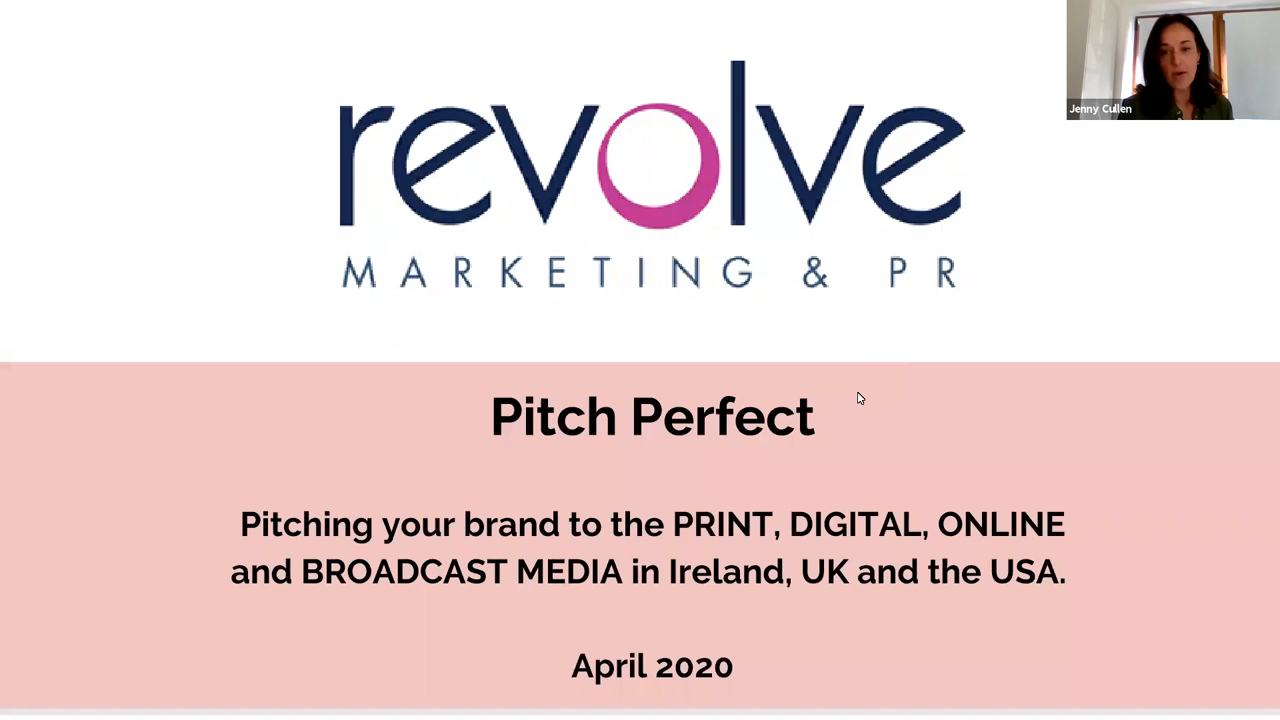 revolve
MARKETING & PR
Jenny Cullen
Pitch Perfect
Pitching your brand to the PRINT, DIGITAL, ONLINE
and BROADCAST MEDIA in Ireland, UK and the USA.
April 2020